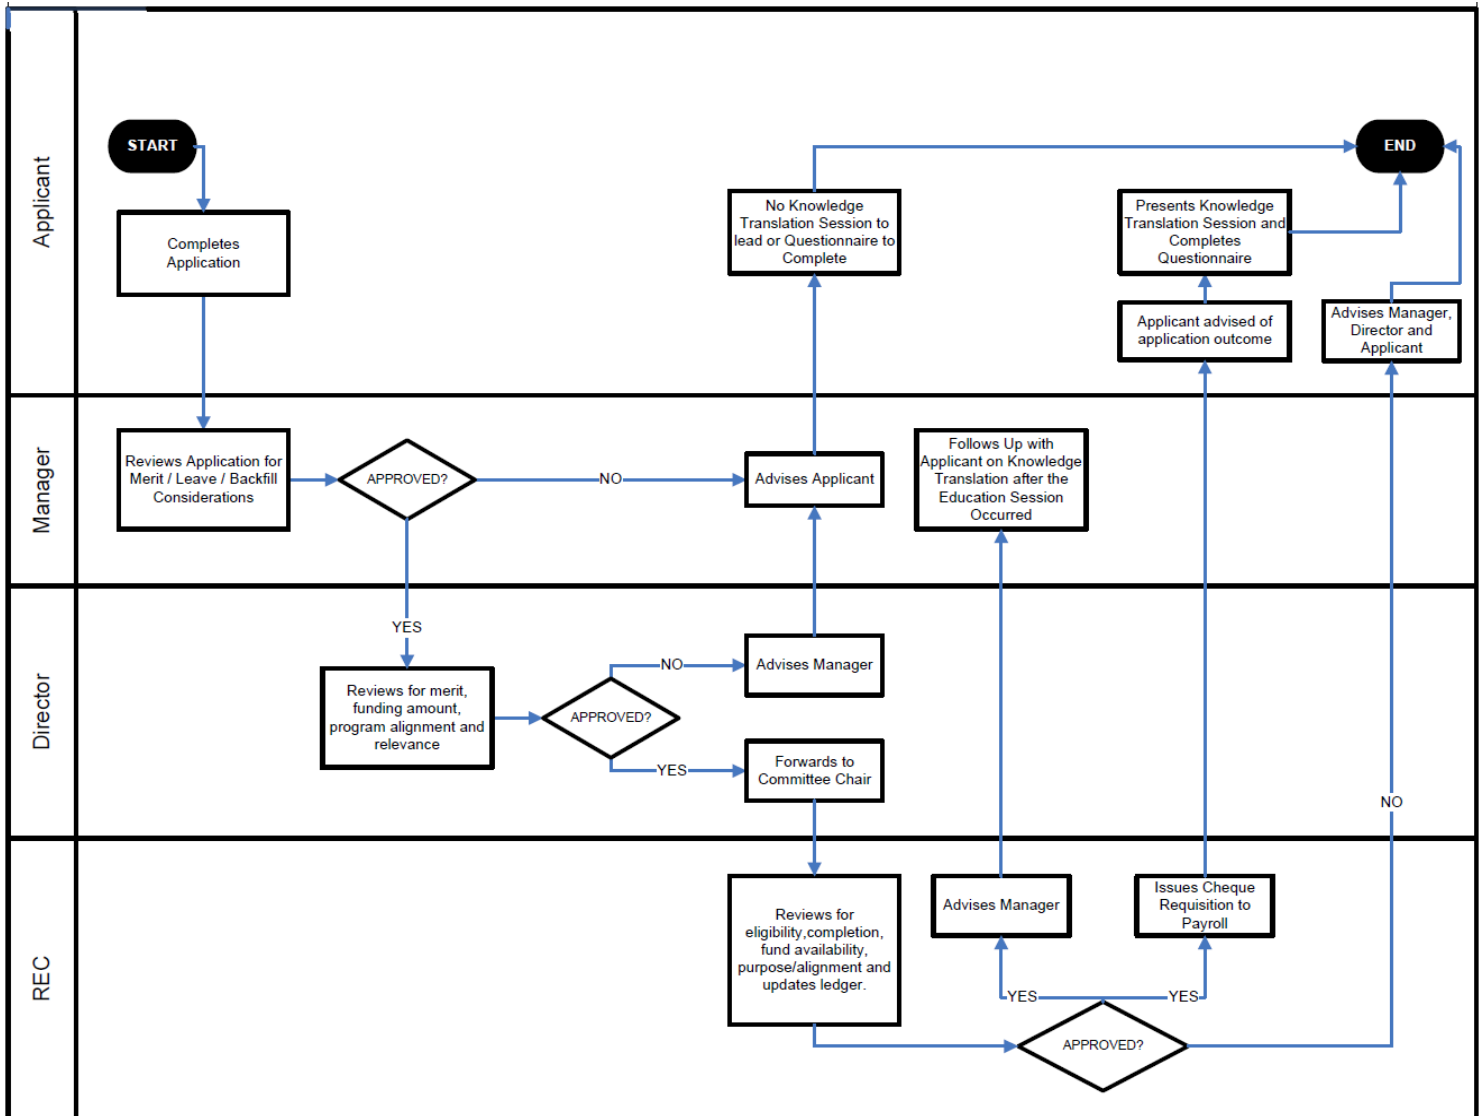 Applicant
START
END
Completes
Application
No Knowledge
Translation Session to
lead or Questionnaire to
Complete
Presents Knowledge
Translation Session and
Completes
Questionnaire
Applicant advised of
application outcome
Advises Manager,
Director and
Applicant
Manager
Reviews Application for
Merit / Leave / Backfill
Considerations
APPROVED?
NO
Advises Applicant
Follows Up with
Applicant on Knowledge
Translation after the
Education Session
Occurred
Director
YES
Reviews for merit,
funding amount,
program alignment and
relevance
APPROVED?
NO
Advises Manager
YES
Forwards to
Committee Chair
NO
REC
Reviews for
eligibility,completion,
fund availability,
purpose/alignment and
updates ledger.
Advises Manager
Issues Cheque
Requisition to
Payroll
YES
YES
APPROVED?